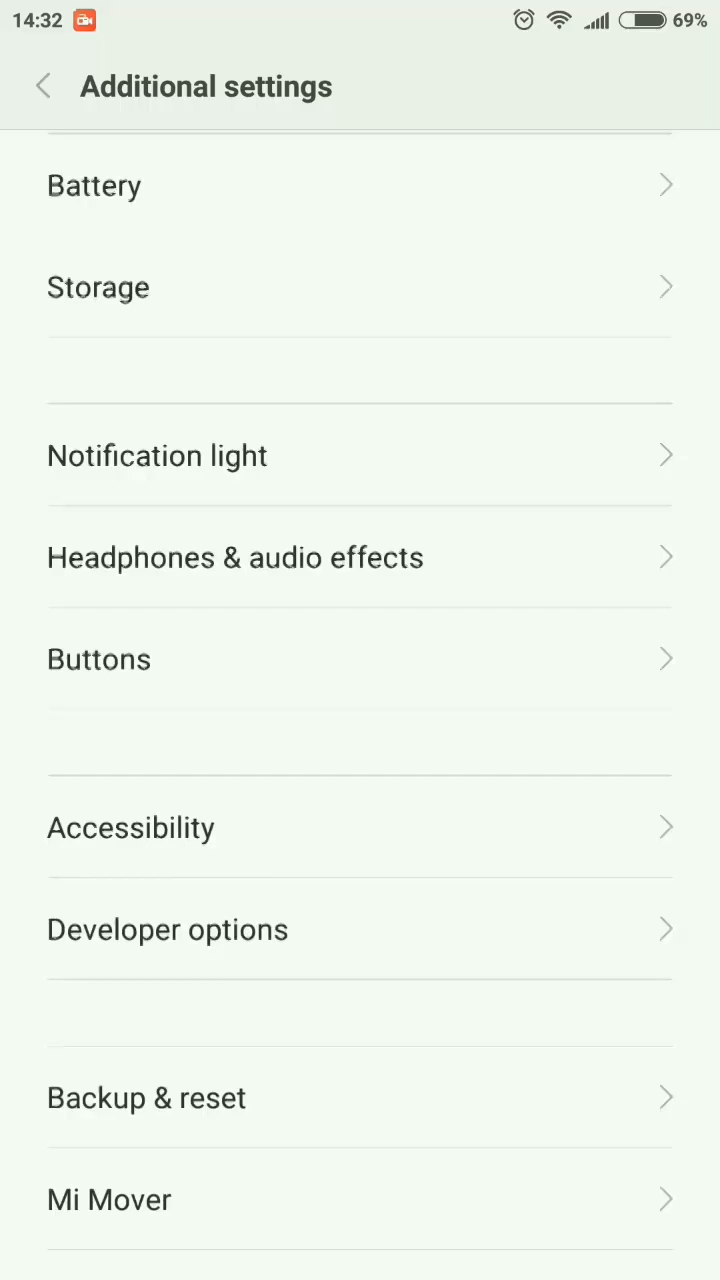 14:32 69%
Additional settings
Battery
Storage
Notification light
Headphones & audio effects
Buttons
Accessibility
Developer options
Backup & reset
Mi Mover